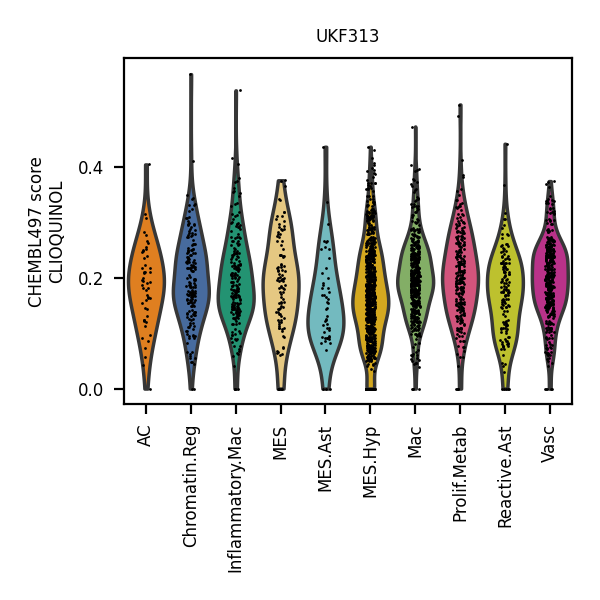 UKF313
CHEMBL497 score
CLIOQUINOL
0.4
0.2
0.0
AC
Chromatin.Reg
Inflammatory.Mac
MES
MES.Ast
MES.Hyp
Mac
Prolif.Metab
Reactive.Ast
Vasc